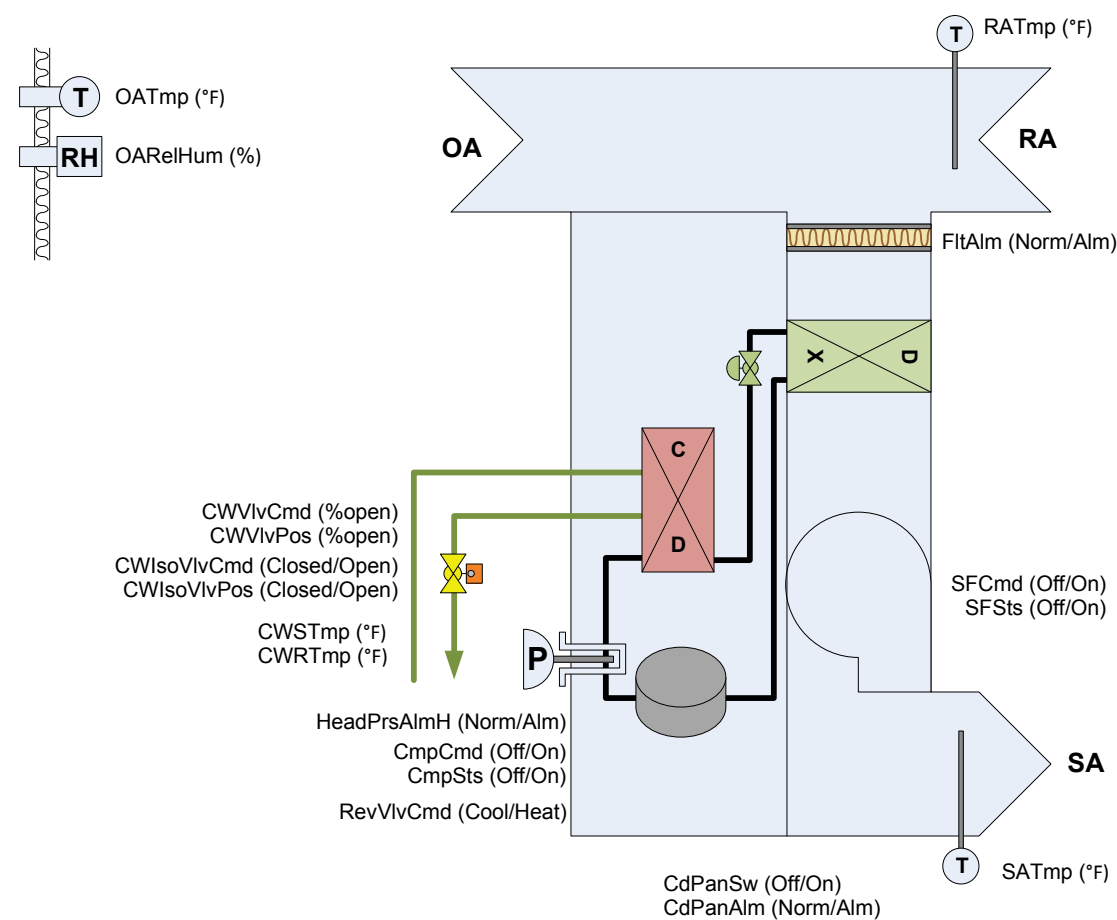 RATmp (°F)
T
T
OATmp (°F)
RH
OARelHum (%)
OA
RA
FltAlm (Norm/Alm)
X
D
C
D
CWVlvCmd (%open)
CWVlvPos (%open)
CWIsoVlvCmd (Closed/Open)
CWIsoVlvPos (Closed/Open)
CWSTmp (°F)
CWRTmp (°F)
SFCmd (Off/On)
SFSts (Off/On)
P
HeadPrsAlmH (Norm/Alm)
CmpCmd (Off/On)
CmpSts (Off/On)
RevVlvCmd (Cool/Heat)
SA
T
SATmp (°F)
CdPanSw (Off/On)
CdPanAlm (Norm/Alm)